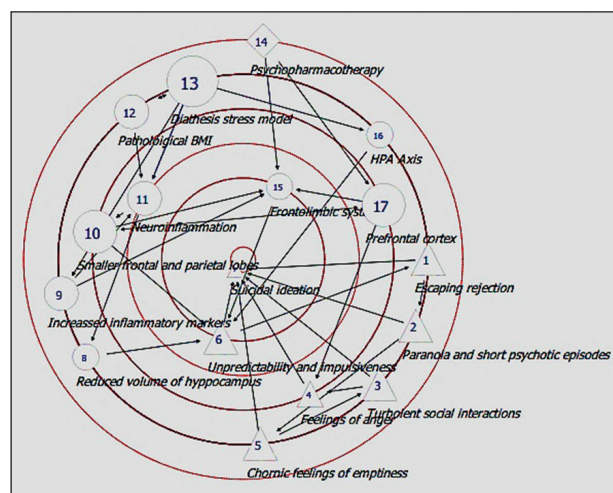 14
Psychopharmacotherapy
13
Diathesis stress model
12
Patholoigical BMI
16
HPA Axis
15
Frontolimbic syst
11
Neuroinflammation
17
Prefrontal cortex
10
Smaller frontal and parietal lobes
1
Escaping rejection
Suicidal ideation
9
Increassed inflammatory markers
2
Paranoia and short psychotic episodes
6
Unpredictability and impulsiveness
8
Reduced volume of hyppocampus
3
Turbolent social interactions
4
Feelings of anger
5
Chornic feelings of emptiness